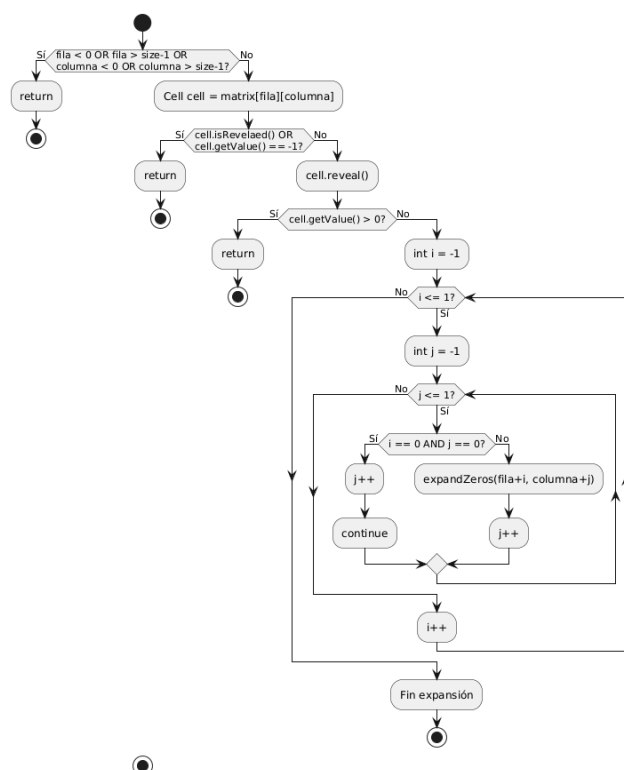 Sí
fila < 0 OR fila > size-1 OR
columna < 0 OR columna > size-1?
No
return
Cell cell = matrix[fila][columna]
Sí
cell.isRevelaed() OR
cell.getValue() == -1?
No
return
cell.reveal()
Sí
cell.getValue() > 0?
No
return
int i = -1
No
i <= 1?
Sí
int j = -1
No
j <= 1?
Sí
Sí
i == 0 AND j == 0?
No
j++
expandZeros(fila+i, columna+j)
continue
j++
i++
Fin expansión